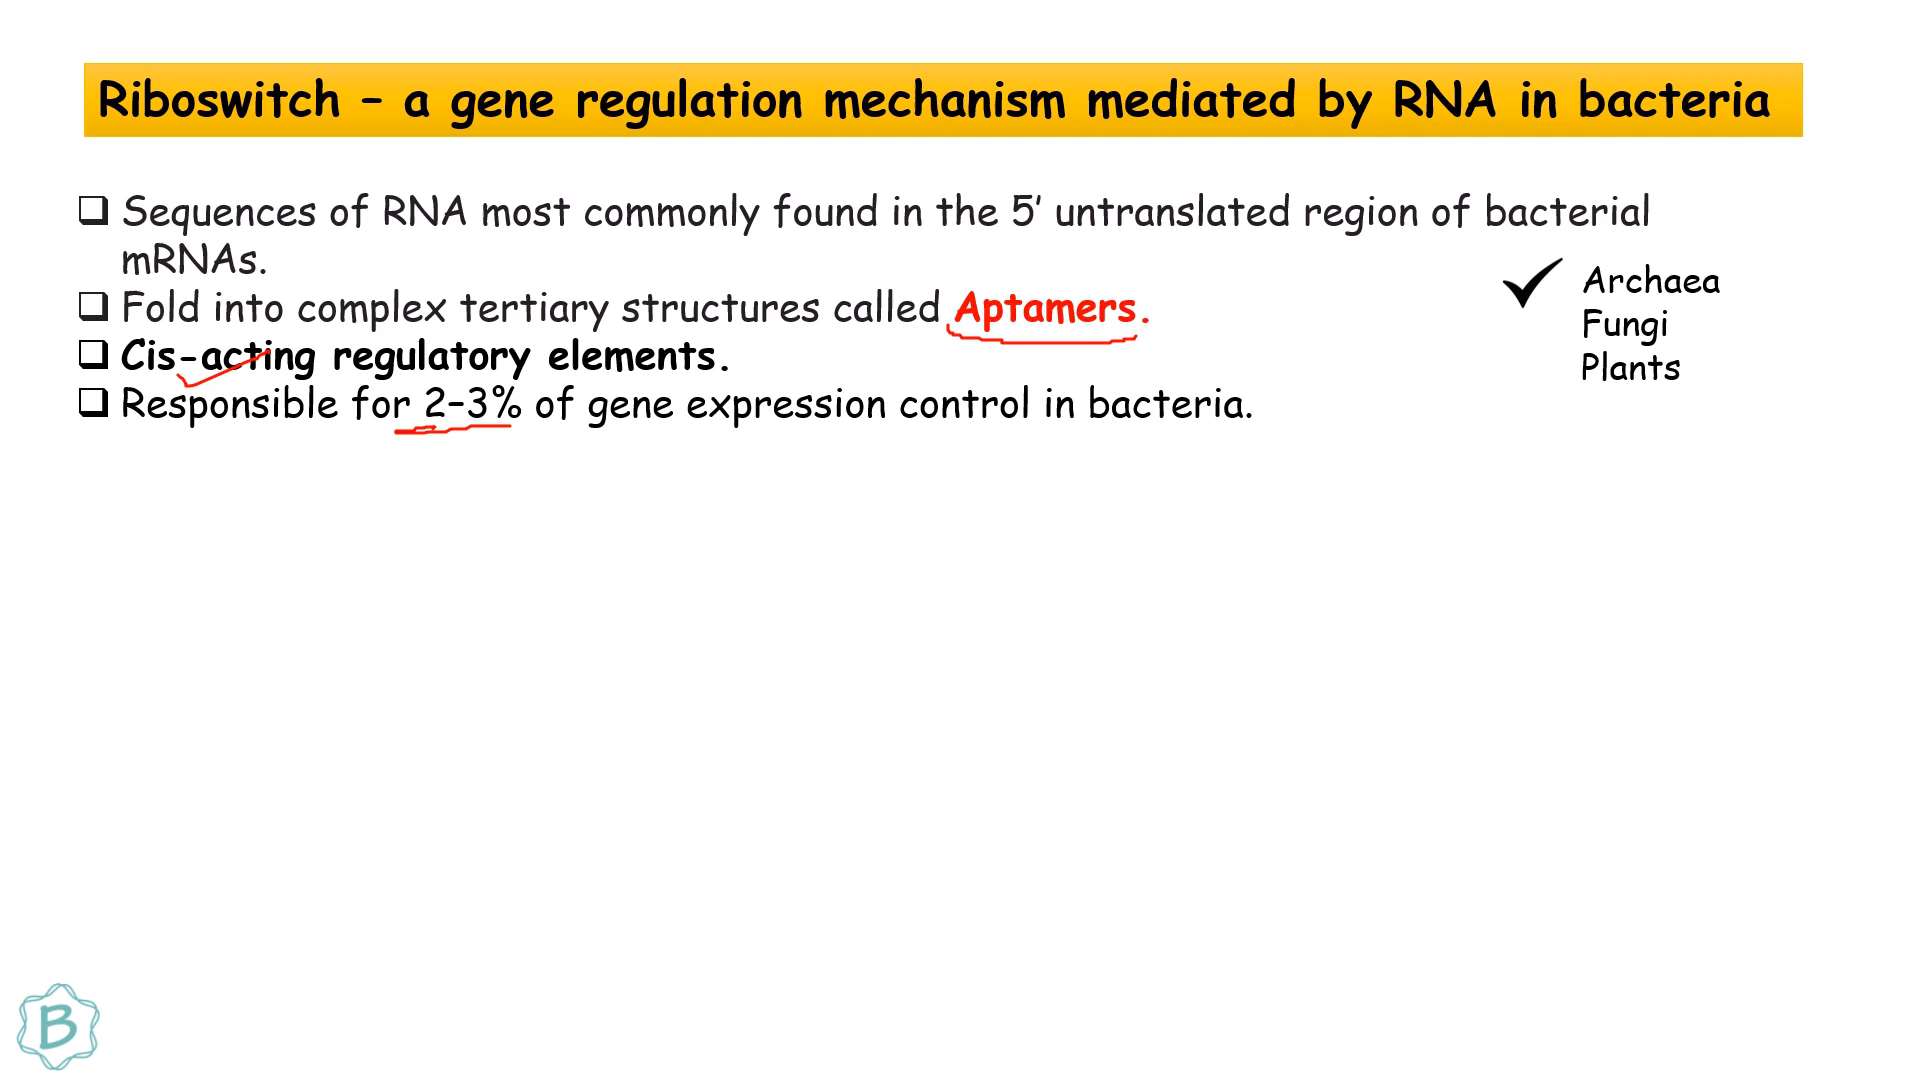 Riboswitch – a gene regulation mechanism mediated by RNA in bacteria
Sequences of RNA most commonly found in the 5’ untranslated region of bacterial
mRNAs.
Fold into complex tertiary structures called Aptamers.
Cis-acting regulatory elements.
Responsible for 2–3% of gene expression control in bacteria.
Archaea
Fungi
Plants
B